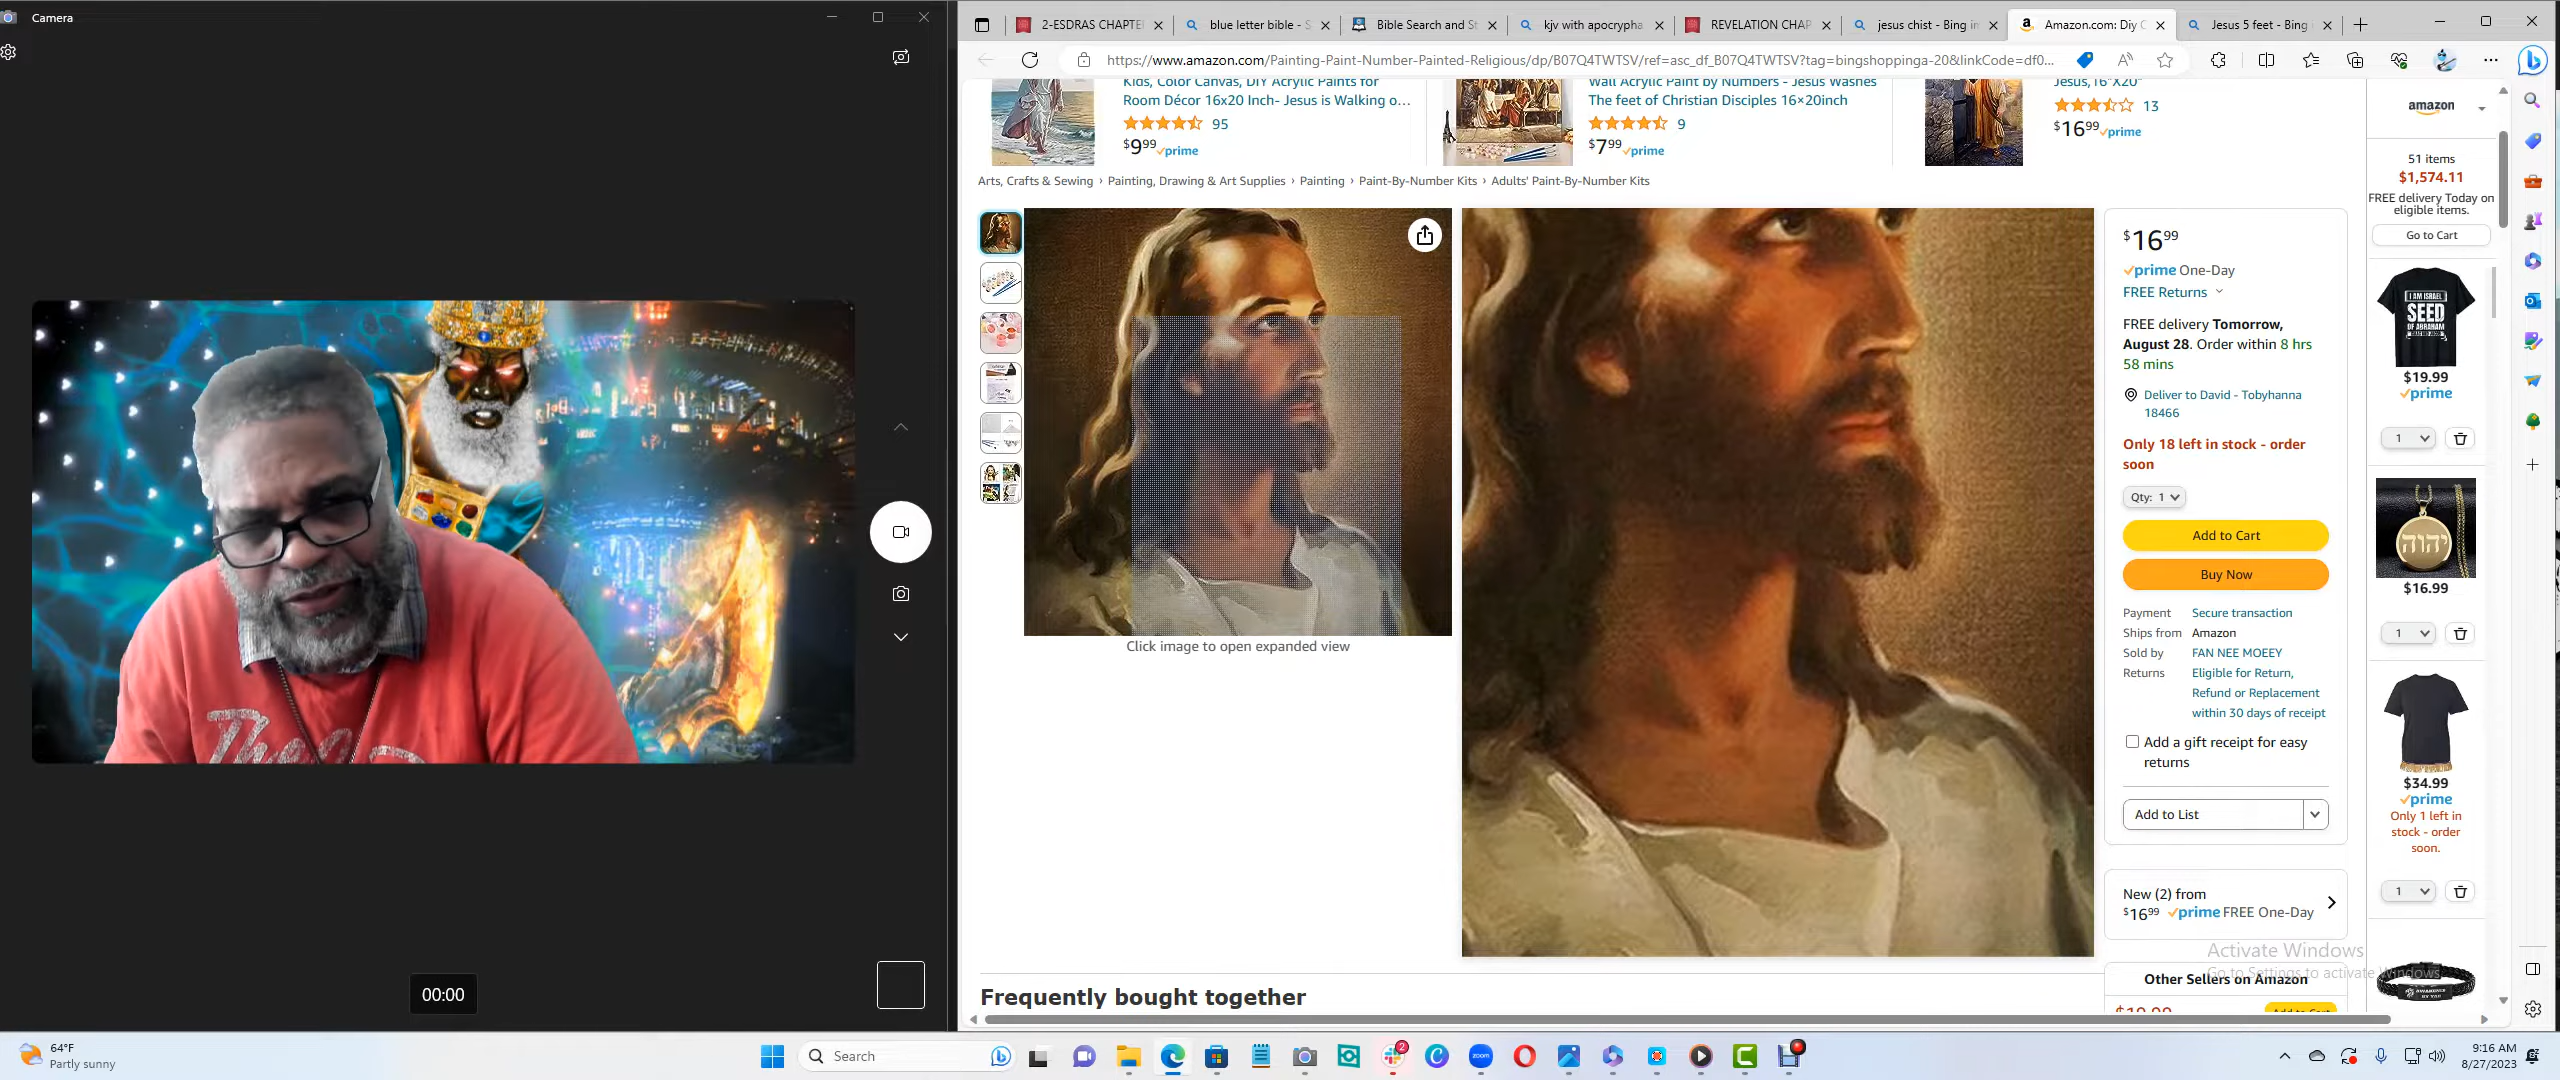 Camera
00:00
Thee
2-ESDRAS CHAPTE
blue letter bible - S
Bible Search and St
kjv with apocrypha
REVELATION CHAP
jesus chist - Bing i
Amazon.com: Diy C
Jesus 5 feet - Bing
https://www.amazon.com/Painting-Paint-Number-Painted-Religious/dp/B07Q4TWTSV/ref=asc_df_B07Q4TWTSV?tag=bingshoppinga-20&linkCode=df0...
Kids, Color Canvas, DIY Acrylic Paints for
Room Décor 16x20 Inch- Jesus is Walking o...
95
$9.99 prime
Wall Acrylic Paint by Numbers - Jesus Washes
The feet of Christian Disciples 16×20inch
9
$7.99 prime
Jesus,16"X20"
13
$16.99 prime
Arts, Crafts & Sewing › Painting, Drawing & Art Supplies › Painting › Paint-By-Number Kits › Adults' Paint-By-Number Kits
Click image to open expanded view
$16.99
prime One-Day
FREE Returns
FREE delivery Tomorrow,
August 28. Order within 8 hrs
58 mins
Deliver to David - Tobyhanna
18466
Only 18 left in stock - order
soon
Qty: 1
Add to Cart
Buy Now
Payment Secure transaction
Ships from Amazon
Sold by FAN NEE MOEEY
Returns Eligible for Return,
Refund or Replacement
within 30 days of receipt
Add a gift receipt for easy
returns
Add to List
New (2) from
$16.99 prime FREE One-Day
Other Sellers on Amazon
Activate Windows
Go to Settings to activate Windows.
Frequently bought together
amazon
51 items
$1,574.11
FREE delivery Today on
eligible items.
Go to Cart
I AM ISRAEL
SEED
OF ABRAHAM
$19.99
prime
1
יהוה
$16.99
1
$34.99
prime
Only 1 left in
stock - order
soon.
1
64°F
Partly sunny
Search
zoom
2
9:16 AM
8/27/2023